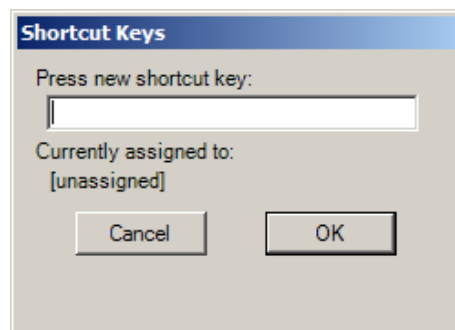 Shortcut Keys
Press new shortcut key:
Currently assigned to:
[unassigned]
Cancel
OK